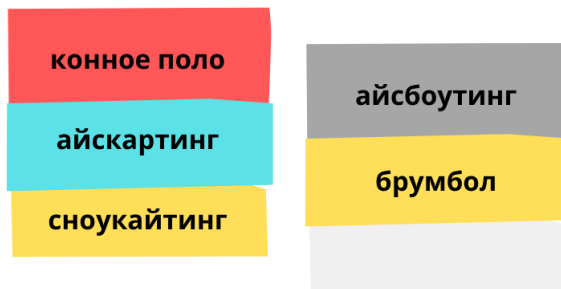 конное поло
айскартинг
сноукайтинг
айсбоутинг
брумбол